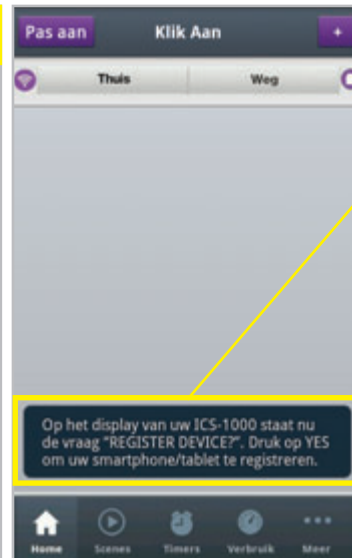 Pas aan Klik Aan +
Thuis Weg
Op het display van uw ICS-1000 staat nu
de vraag "REGISTER DEVICE?". Druk op YES
om uw smartphone/tablet te registreren.
Home Scenes Timers Verbruik Meer